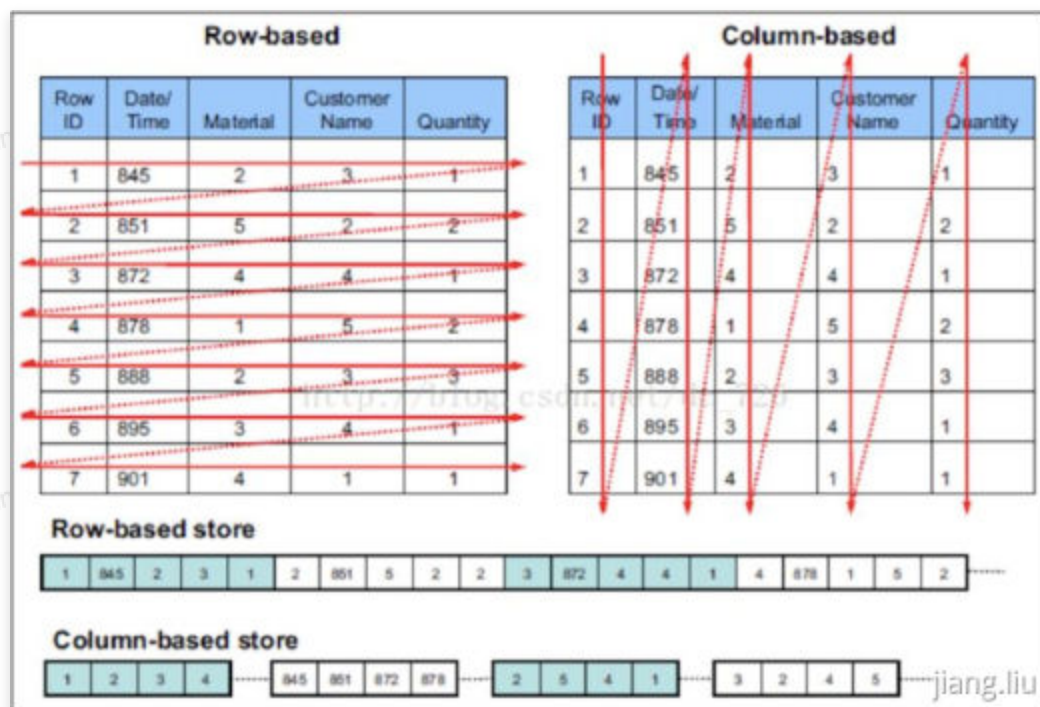 Row-based
Row ID Date/Time Material Customer Name Quantity
1 845 2 3 1
2 851 5 2 2
3 872 4 4 1
4 878 1 5 2
5 888 2 3 3
6 895 3 4 1
7 901 4 1 1
Column-based
Row ID Date/Time Material Customer Name Quantity
1 845 2 3 1
2 851 5 2 2
3 872 4 4 1
4 878 1 5 2
5 888 2 3 3
6 895 3 4 1
7 901 4 1 1
Row-based store
1 845 2 3 1 2 851 5 2 2 3 872 4 4 1 4 878 1 5 2
Column-based store
1 2 3 4 845 851 872 878 2 5 4 1 3 2 4 5
jiang.liu